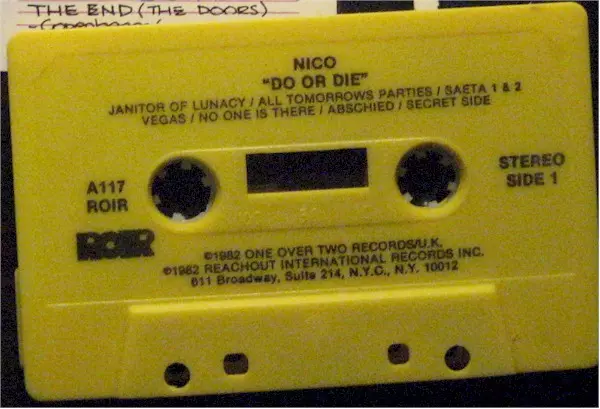 THE END (THE DOORS)
- Copenhagen
NICO
"DO OR DIE"
JANITOR OF LUNACY / ALL TOMORROWS PARTIES / SAETA 1 & 2
VEGAS / NO ONE IS THERE / ABSCHIED / SECRET SIDE
A117
ROIR
STEREO
SIDE 1
ROIR
©1982 ONE OVER TWO RECORDS/U.K.
©1982 REACHOUT INTERNATIONAL RECORDS INC.
611 Broadway, Suite 214, N.Y.C., N.Y. 10012